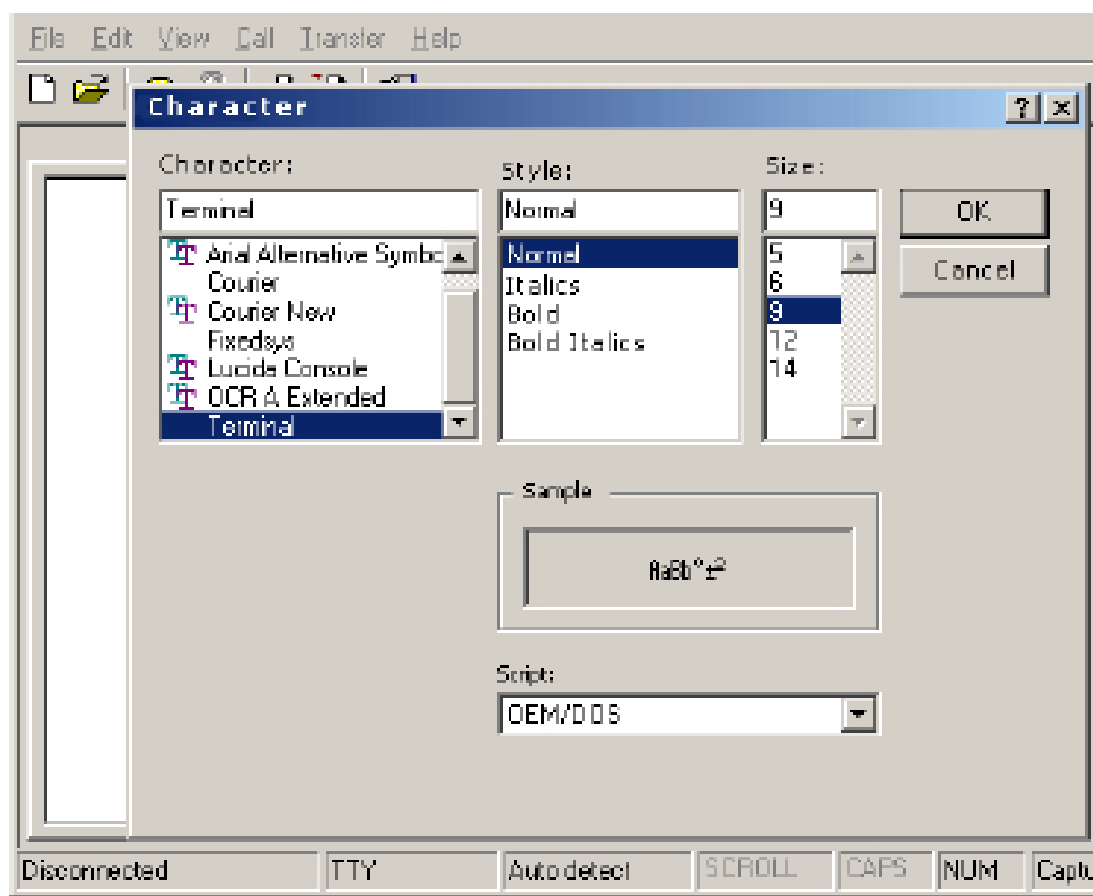 File Edit View Call Transfer Help
Character
Character:
Style:
Size:
Terminal
Normal
9
OK
Cancel
Arial Alternative Symbo
Courier
Courier New
Fixedsys
Lucida Console
OCR A Extended
Terminal
Normal
Italics
Bold
Bold Italics
5
6
9
12
14
Sample
AaBb°±²
Script:
OEM/DOS
Disconnected TTY Auto detect SCROLL CAPS NUM Captu